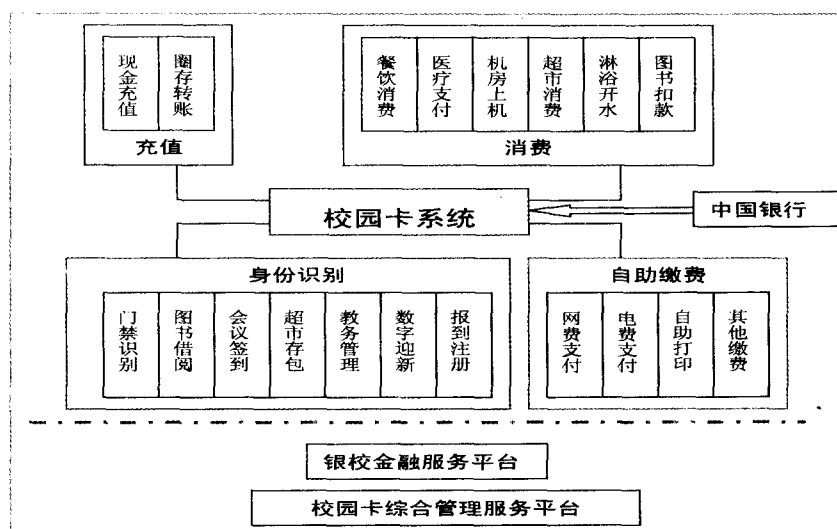 现金充值
圈存转账
充值
餐饮消费
医疗支付
机房上机
超市消费
淋浴开水
图书扣款
消费
校园卡系统
中国银行
身份识别
门禁识别
图书借阅
会议签到
超市存包
教务管理
数字迎新
报到注册
自助缴费
网费支付
电费支付
自助打印
其他缴费
银校金融服务平台
校园卡综合管理服务平台